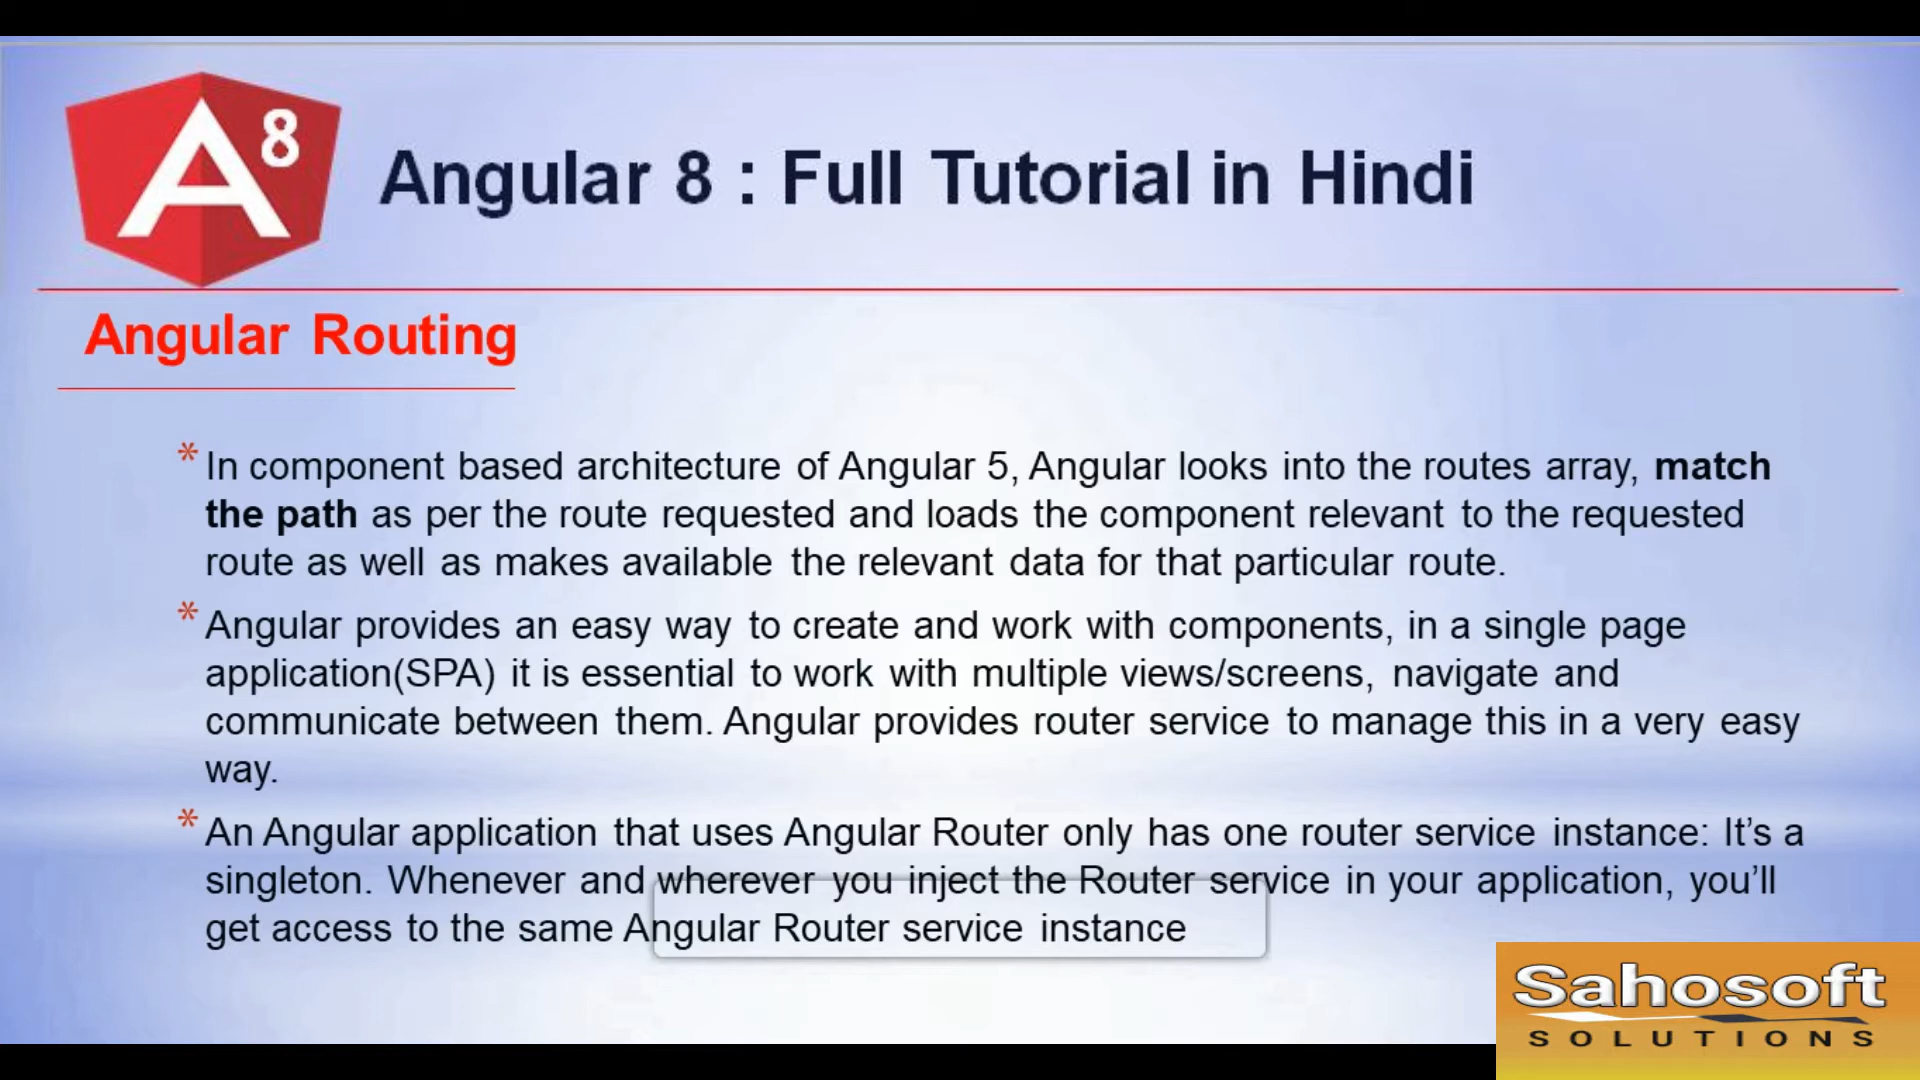 A8
Angular 8 : Full Tutorial in Hindi
Angular Routing
* In component based architecture of Angular 5, Angular looks into the routes array, match
the path as per the route requested and loads the component relevant to the requested
route as well as makes available the relevant data for that particular route.
* Angular provides an easy way to create and work with components, in a single page
application(SPA) it is essential to work with multiple views/screens, navigate and
communicate between them. Angular provides router service to manage this in a very easy
way.
* An Angular application that uses Angular Router only has one router service instance: It’s a
singleton. Whenever and wherever you inject the Router service in your application, you’ll
get access to the same Angular Router service instance
Sahosoft
SOLUTIONS